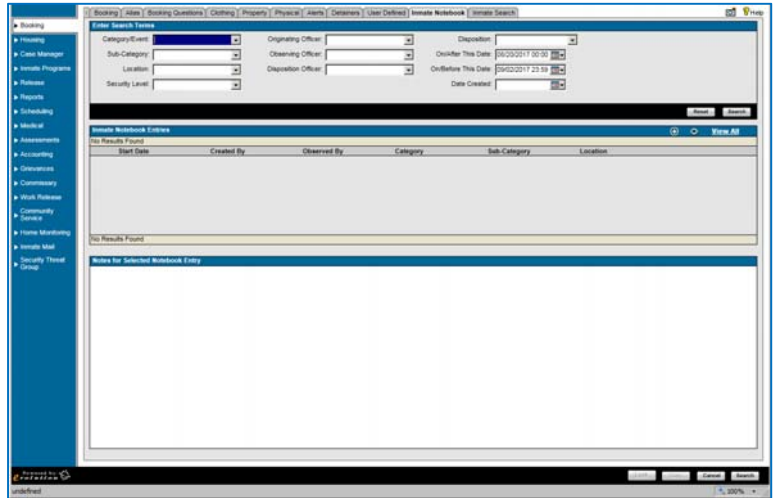 Booking Alias Booking Questions Clothing Property Physical Alerts Detainers User Defined Inmate Notebook Inmate Search Help
Booking
Housing
Case Manager
Inmate Programs
Release
Reports
Scheduling
Medical
Assessments
Accounting
Grievances
Commissary
Work Release
Community
Service
Home Monitoring
Inmate Mail
Security Threat
Group
Enter Search Terms
Category/Event: Originating Officer: Disposition:
Sub-Category: Observing Officer: On/After This Date: 00:00
Location: Disposition Officer: On/Before This Date: 09/02/2017 23:59
Security Level: Date Created:
Reset Search
Inmate Notebook Entries View All
No Results Found
Start Date Created By Observed By Category Sub-Category Location
No Results Found
Notes for Selected Notebook Entry
Powered by:
evolution
Cancel Search
undefined 100%